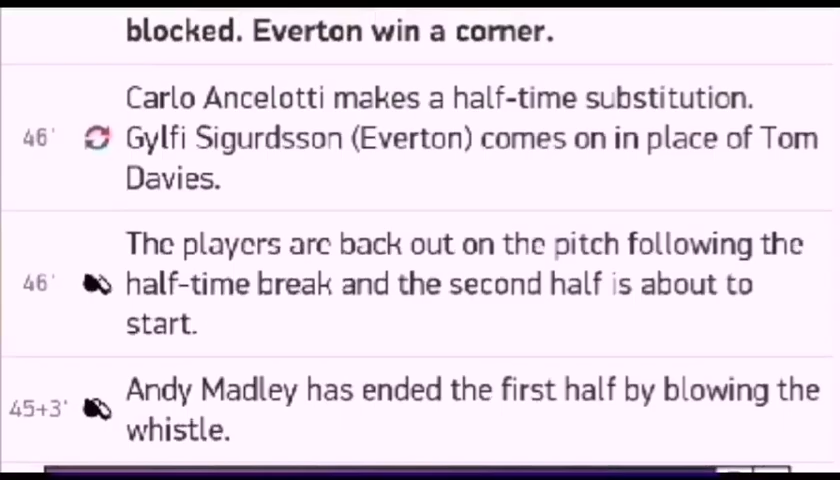 blocked. Everton win a corner.
Carlo Ancelotti makes a half-time substitution.
46' Gylfi Sigurdsson (Everton) comes on in place of Tom
Davies.
The players are back out on the pitch following the
46' half-time break and the second half is about to
start.
Andy Madley has ended the first half by blowing the
45+3' whistle.